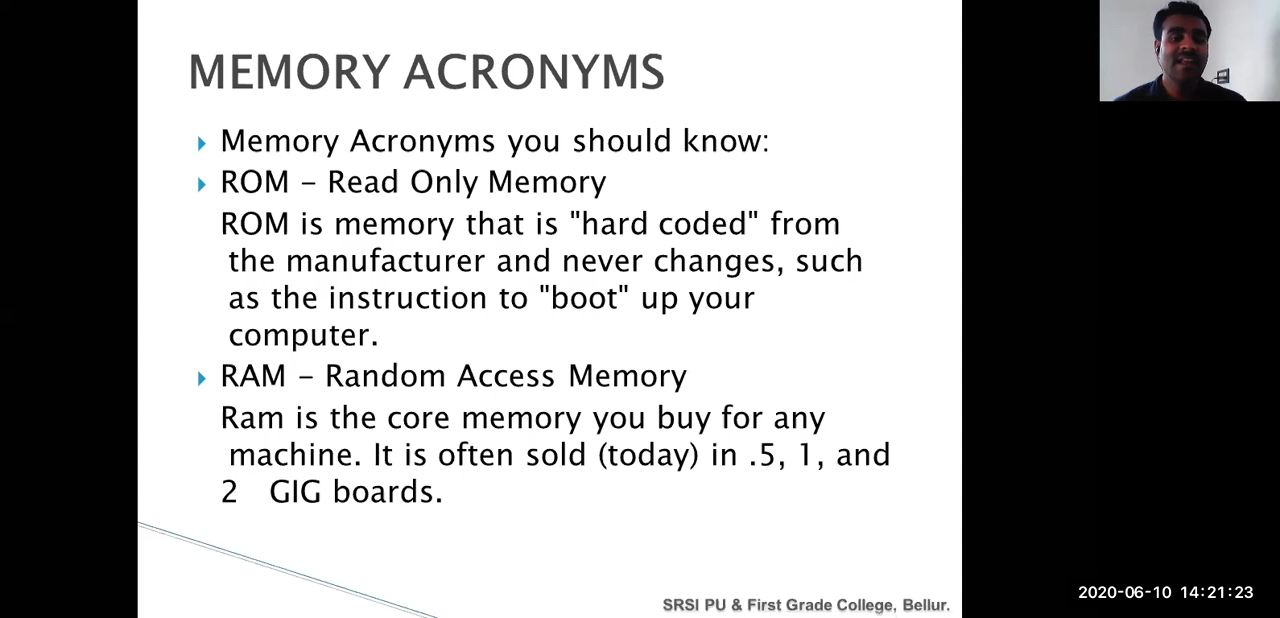 MEMORY ACRONYMS
Memory Acronyms you should know:
ROM – Read Only Memory
ROM is memory that is "hard coded" from
the manufacturer and never changes, such
as the instruction to "boot" up your
computer.
RAM – Random Access Memory
Ram is the core memory you buy for any
machine. It is often sold (today) in .5, 1, and
2 GIG boards.
SRSI PU & First Grade College, Bellur.
2020-06-10 14:21:23